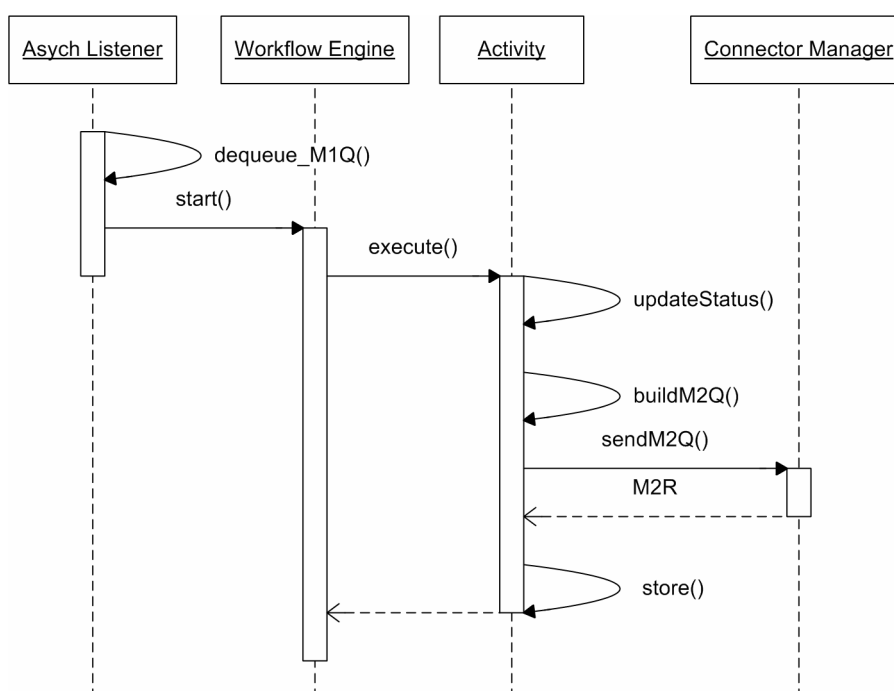 Asych Listener
Workflow Engine
Activity
Connector Manager
dequeue_M1Q()
start()
execute()
updateStatus()
buildM2Q()
sendM2Q()
M2R
store()